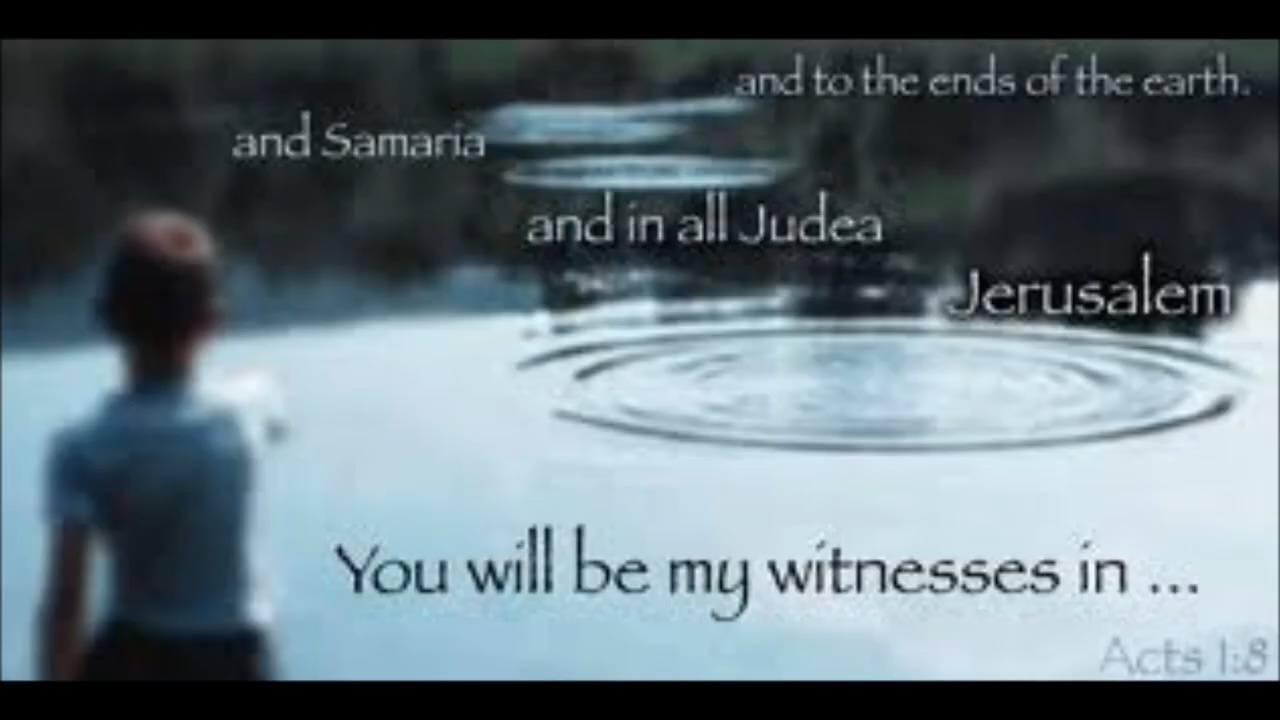 and to the ends of the earth.
and Samaria
and in all Judea
Jerusalem
You will be my witnesses in ...
Acts 1:8